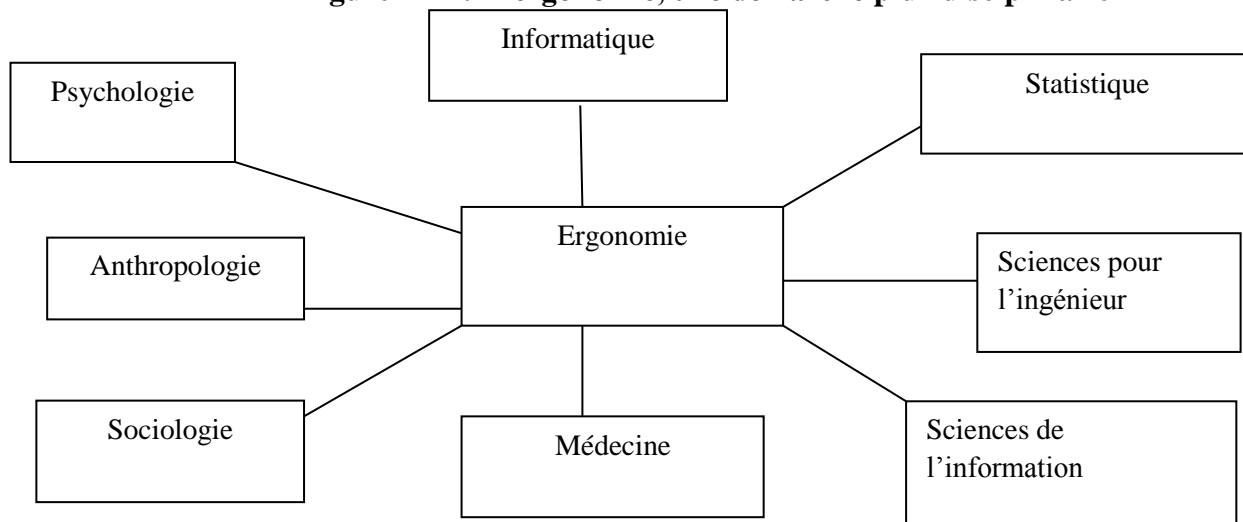 Informatique
Psychologie
Statistique
Ergonomie
Anthropologie
Sciences pour
l’ingénieur
Sociologie
Médecine
Sciences de
l’information